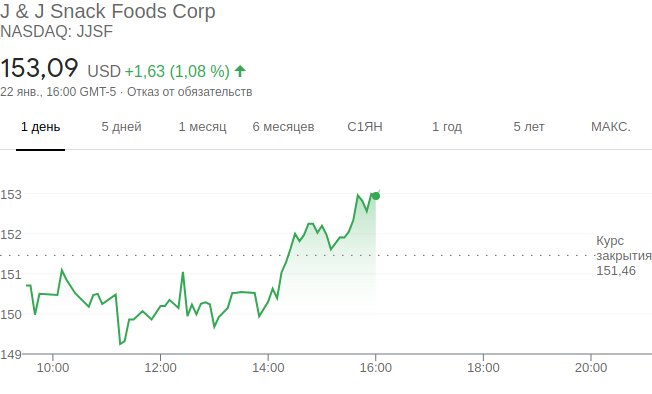 J & J Snack Foods Corp
NASDAQ: JJSF
153,09 USD +1,63 (1,08 %)
22 янв., 16:00 GMT-5 · Отказ от обязательств
1 день 5 дней 1 месяц 6 месяцев С1ЯН 1 год 5 лет МАКС.
153
152
Курс
закрытия
151,46
151
150
149
10:00 12:00 14:00 16:00 18:00 20:00